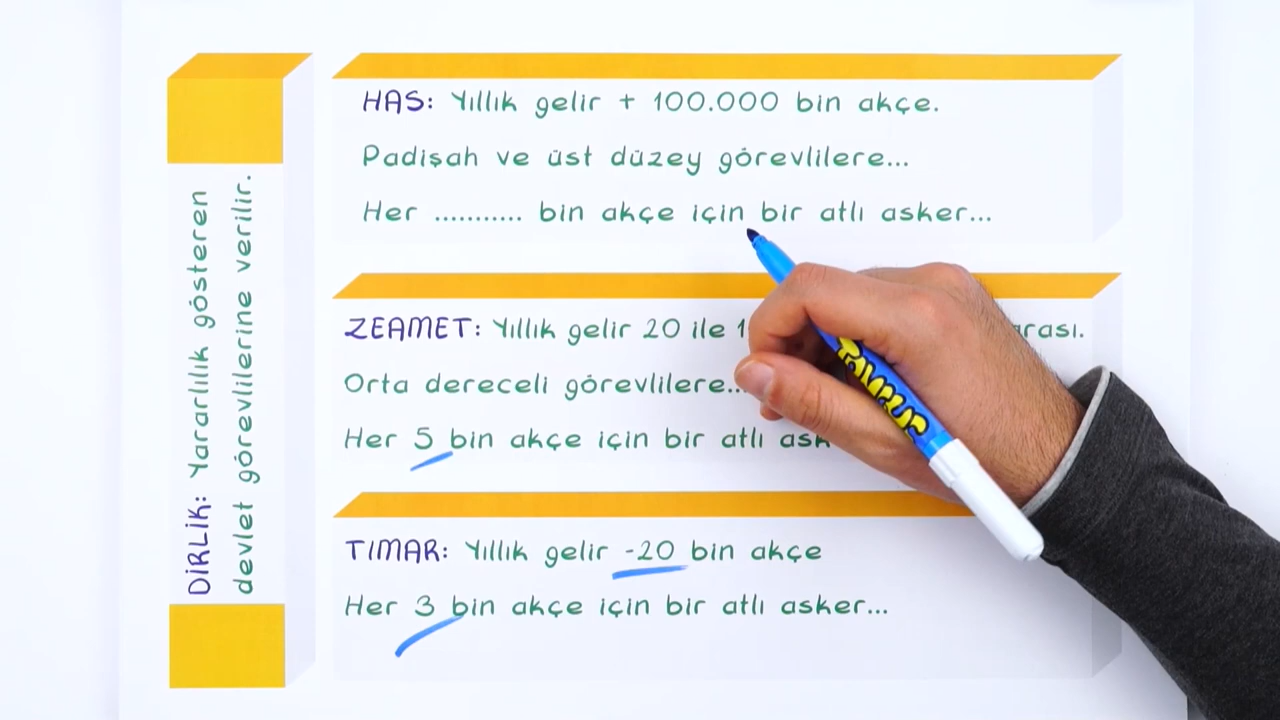 DİRLİK: Yararlılık gösteren
devlet görevlilerine verilir.
HAS: Yıllık gelir + 100.000 bin akçe.
Padişah ve üst düzey görevlilere...
Her ........... bin akçe için bir atlı asker...
ZEAMET: Yıllık gelir 20 ile 1
Orta dereceli görevlilere...
Her 5 bin akçe için bir atlı
TIMAR: Yıllık gelir -20 bin akçe
Her 3 bin akçe için bir atlı asker...